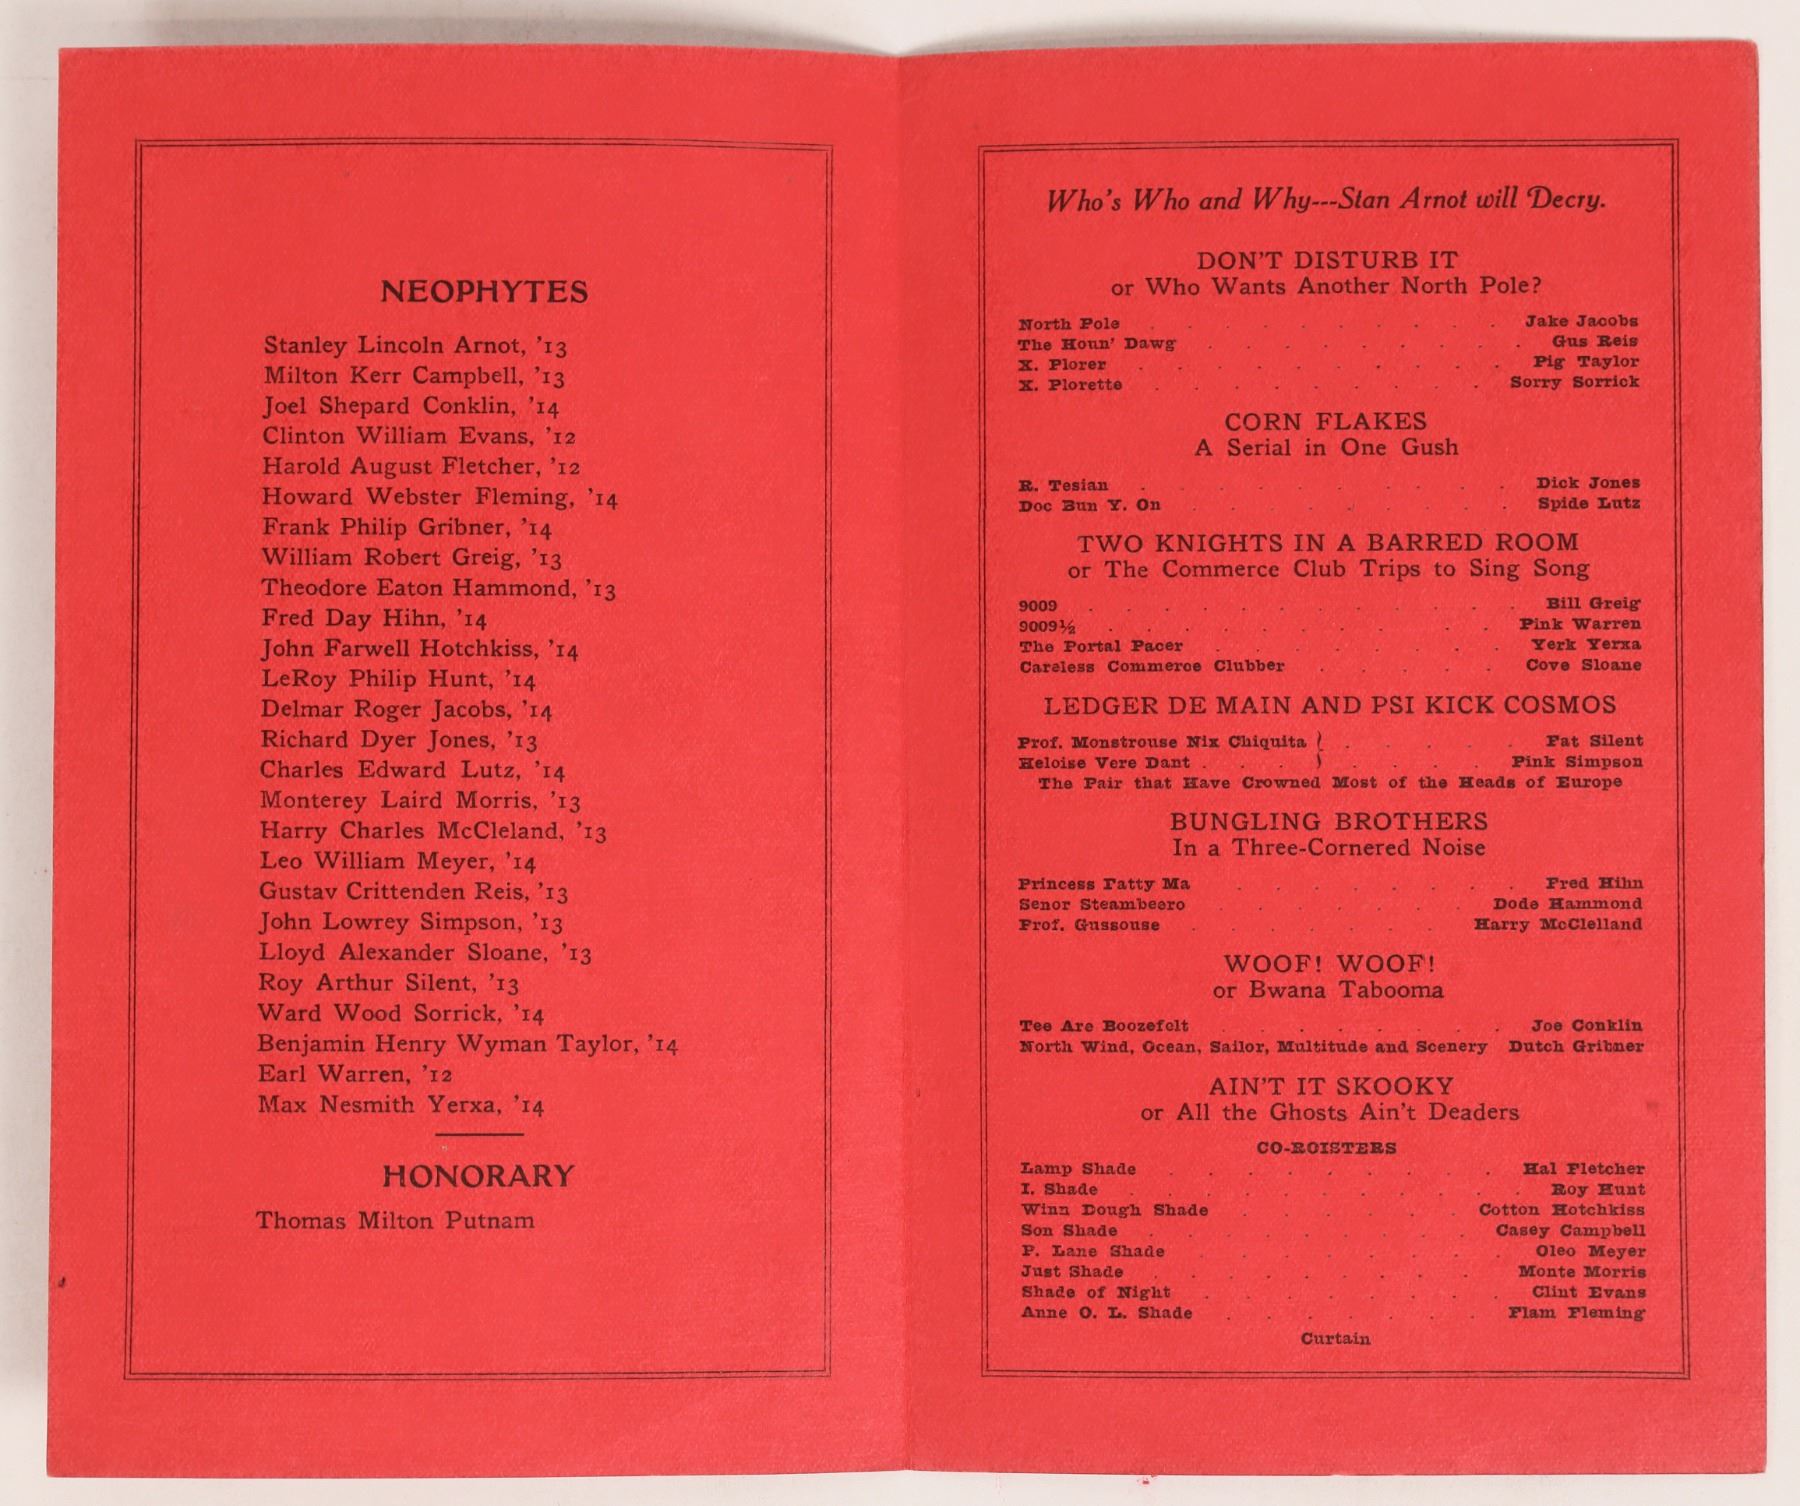 NEOPHYTES
Stanley Lincoln Arnot, '13
Milton Kerr Campbell, '13
Joel Shepard Conklin, '14
Clinton William Evans, '12
Harold August Fletcher, '12
Howard Webster Fleming, '14
Frank Philip Gribner, '14
William Robert Greig, '13
Theodore Eaton Hammond, '13
Fred Day Hihn, '14
John Farwell Hotchkiss, '14
LeRoy Philip Hunt, '14
Delmar Roger Jacobs, '14
Richard Dyer Jones, '13
Charles Edward Lutz, '14
Monterey Laird Morris, '13
Harry Charles McCleland, '13
Leo William Meyer, '14
Gustav Crittenden Reis, '13
John Lowrey Simpson, '13
Lloyd Alexander Sloane, '13
Roy Arthur Silent, '13
Ward Wood Sorrick, '14
Benjamin Henry Wyman Taylor, '14
Earl Warren, '12
Max Nesmith Yerxa, '14
HONORARY
Thomas Milton Putnam
Who's Who and Why---Stan Arnot will Decry.
DON'T DISTURB IT
or Who Wants Another North Pole?
North Pole . . . . . . . . . . Jake Jacobs
The Houn' Dawg . . . . . . . . . Gus Reis
X. Plorer . . . . . . . . . . Pig Taylor
X. Plorette . . . . . . . . . Sorry Sorrick
CORN FLAKES
A Serial in One Gush
R. Tesian . . . . . . . . . . Dick Jones
Doc Bun Y. On . . . . . . . . . Spide Lutz
TWO KNIGHTS IN A BARRED ROOM
or The Commerce Club Trips to Sing Song
9009 . . . . . . . . . . . . Bill Greig
9009½ . . . . . . . . . . Pink Warren
The Portal Pacer . . . . . . . . Yerk Yerxa
Careless Commerce Clubber . . . . . Cove Sloane
LEDGER DE MAIN AND PSI KICK COSMOS
Prof. Monstrouse Nix Chiquita } . . . . . Fat Silent
Heloise Vere Dant . . . } . . . . Pink Simpson
The Pair that Have Crowned Most of the Heads of Europe
BUNGLING BROTHERS
In a Three-Cornered Noise
Princess Fatty Ma . . . . . . . . Fred Hihn
Senor Steambeero . . . . . . . Dode Hammond
Prof. Gussouse . . . . . . . Harry McClelland
WOOF! WOOF!
or Bwana Tabooma
Tee Are Boozefelt . . . . . . . . Joe Conklin
North Wind, Ocean, Sailor, Multitude and Scenery Dutch Gribner
AIN'T IT SKOOKY
or All the Ghosts Ain't Deaders
CO-ROISTERS
Lamp Shade . . . . . . . . . Hal Fletcher
I. Shade . . . . . . . . . . . Roy Hunt
Winn Dough Shade . . . . . . . Cotton Hotchkiss
Son Shade . . . . . . . . . Casey Campbell
P. Lane Shade . . . . . . . . . Oleo Meyer
Just Shade . . . . . . . . . Monte Morris
Shade of Night . . . . . . . . . Clint Evans
Anne O. L. Shade . . . . . . . Flam Fleming
Curtain